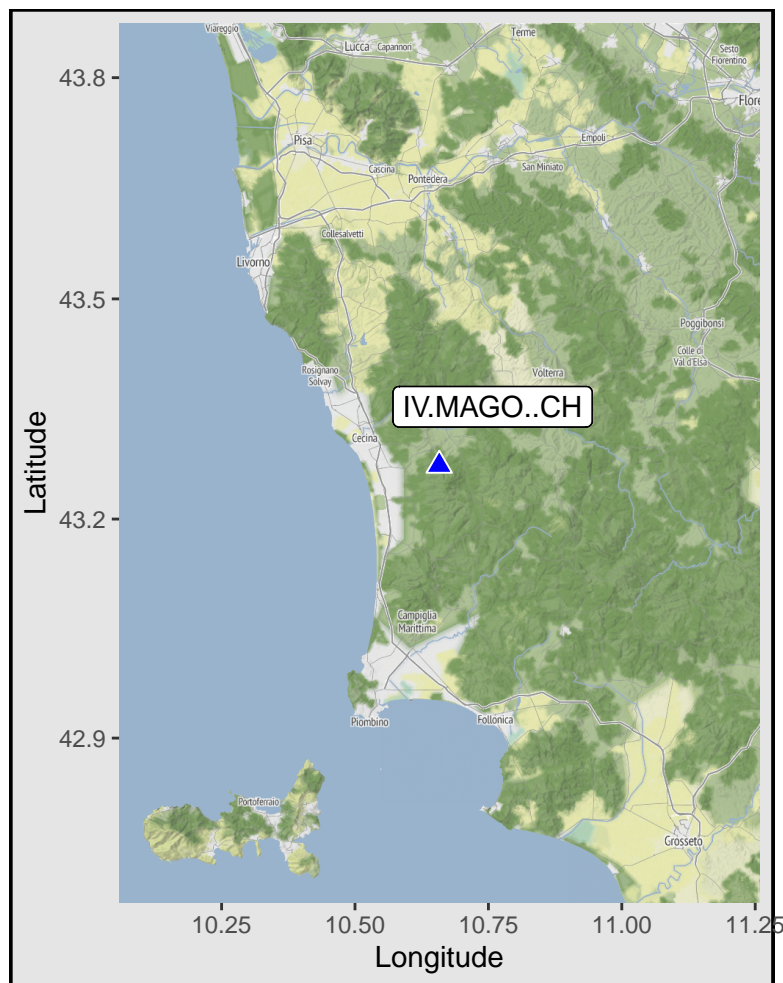 Viareggio
Lucca
Capannori
Terme
Sesto
Fiorentino
43.8
Flore
Pisa
Empoli
Cascina
San Miniato
Pontedera
Collesalvetti
Livorno
43.5
Poggibonsi
Colle di
Val d'Elsa
Rosignano
Solvay
Volterra
IV.MAGO..CH
Cecina
Latitude
43.2
Campiglia
Marittima
Piombino
Follonica
42.9
Portoferraio
Grosseto
10.25
10.50
10.75
11.00
11.25
Longitude